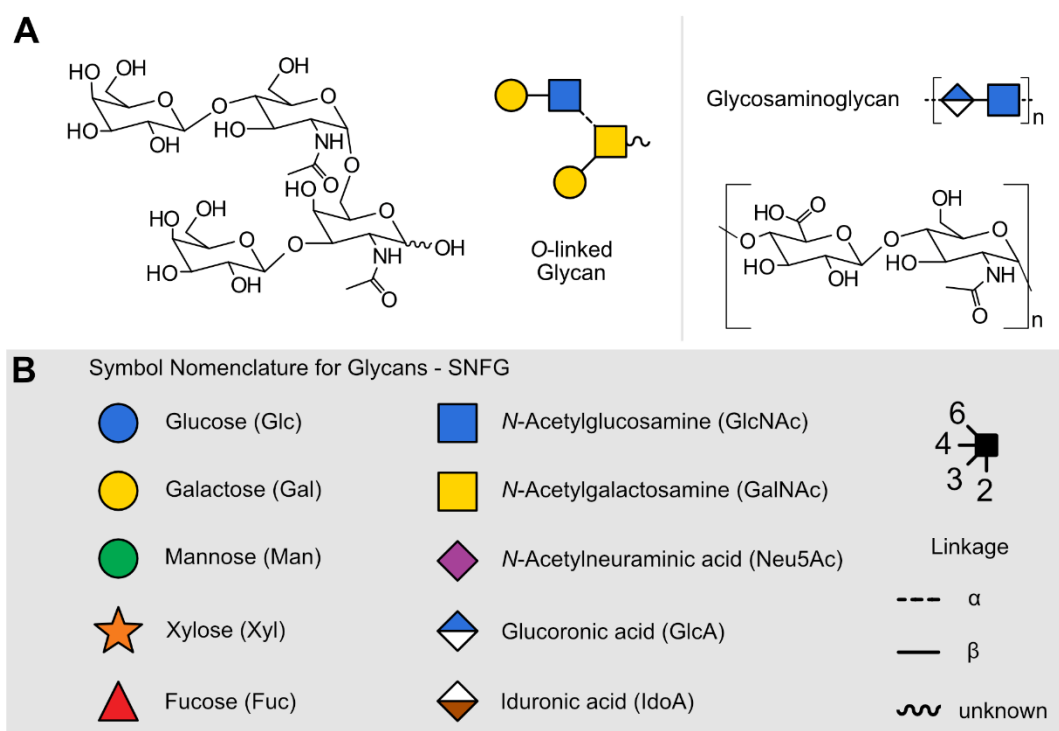 A
OH
HO
O
HO
OH
O
OH
O
HO
NH
O
O
HO
OH
HO
O
HO
OH
O
HO
O
NH
OH
O
O-linked
Glycan
Glycosaminoglycan
n
HO
O
O
HO
OH
O
O
OH
O
HO
NH
O
n
B
Symbol Nomenclature for Glycans - SNFG
Glucose (Glc)
Galactose (Gal)
Mannose (Man)
Xylose (Xyl)
Fucose (Fuc)
N-Acetylglucosamine (GlcNAc)
N-Acetylgalactosamine (GalNAc)
N-Acetylneuraminic acid (Neu5Ac)
Glucoronic acid (GlcA)
Iduronic acid (IdoA)
6
4
3
2
Linkage
α
β
unknown